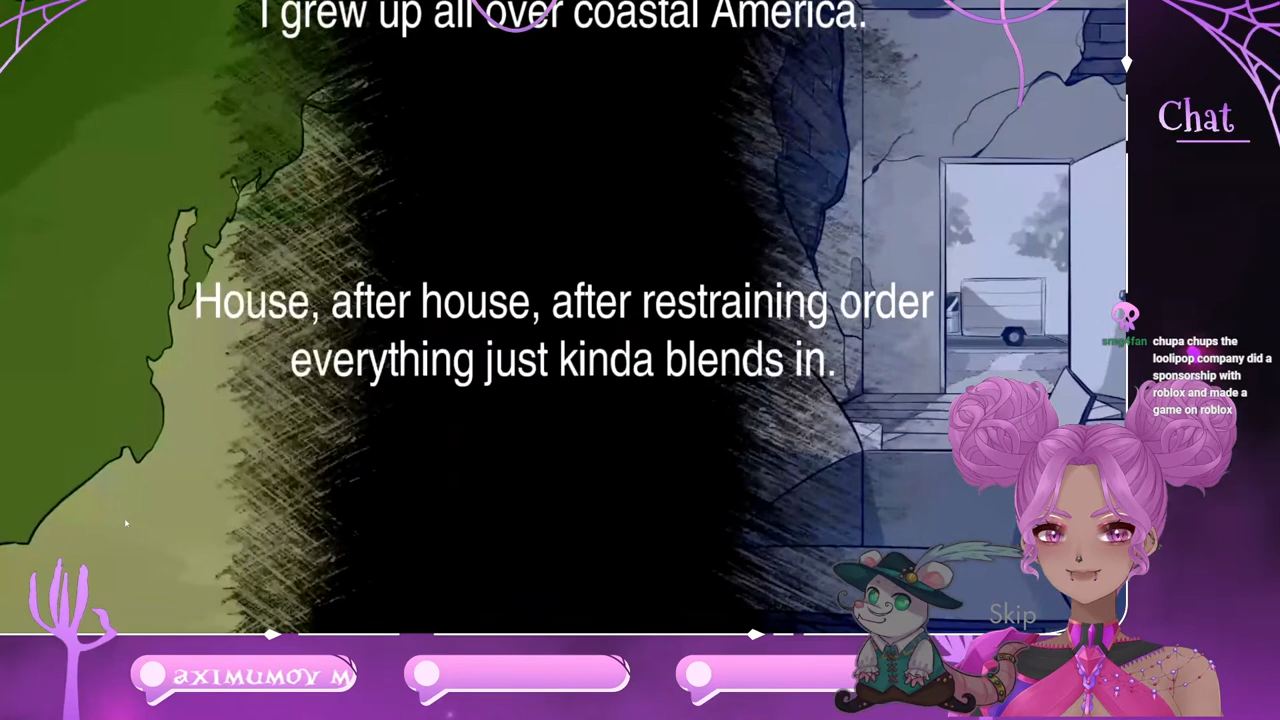 I grew up all over coastal America.
Chat
House, after house, after restraining order
everything just kinda blends in.
smg4fan chupa chups the
loolipop company did a
sponsorship with
roblox and made a
game on roblox
Skip